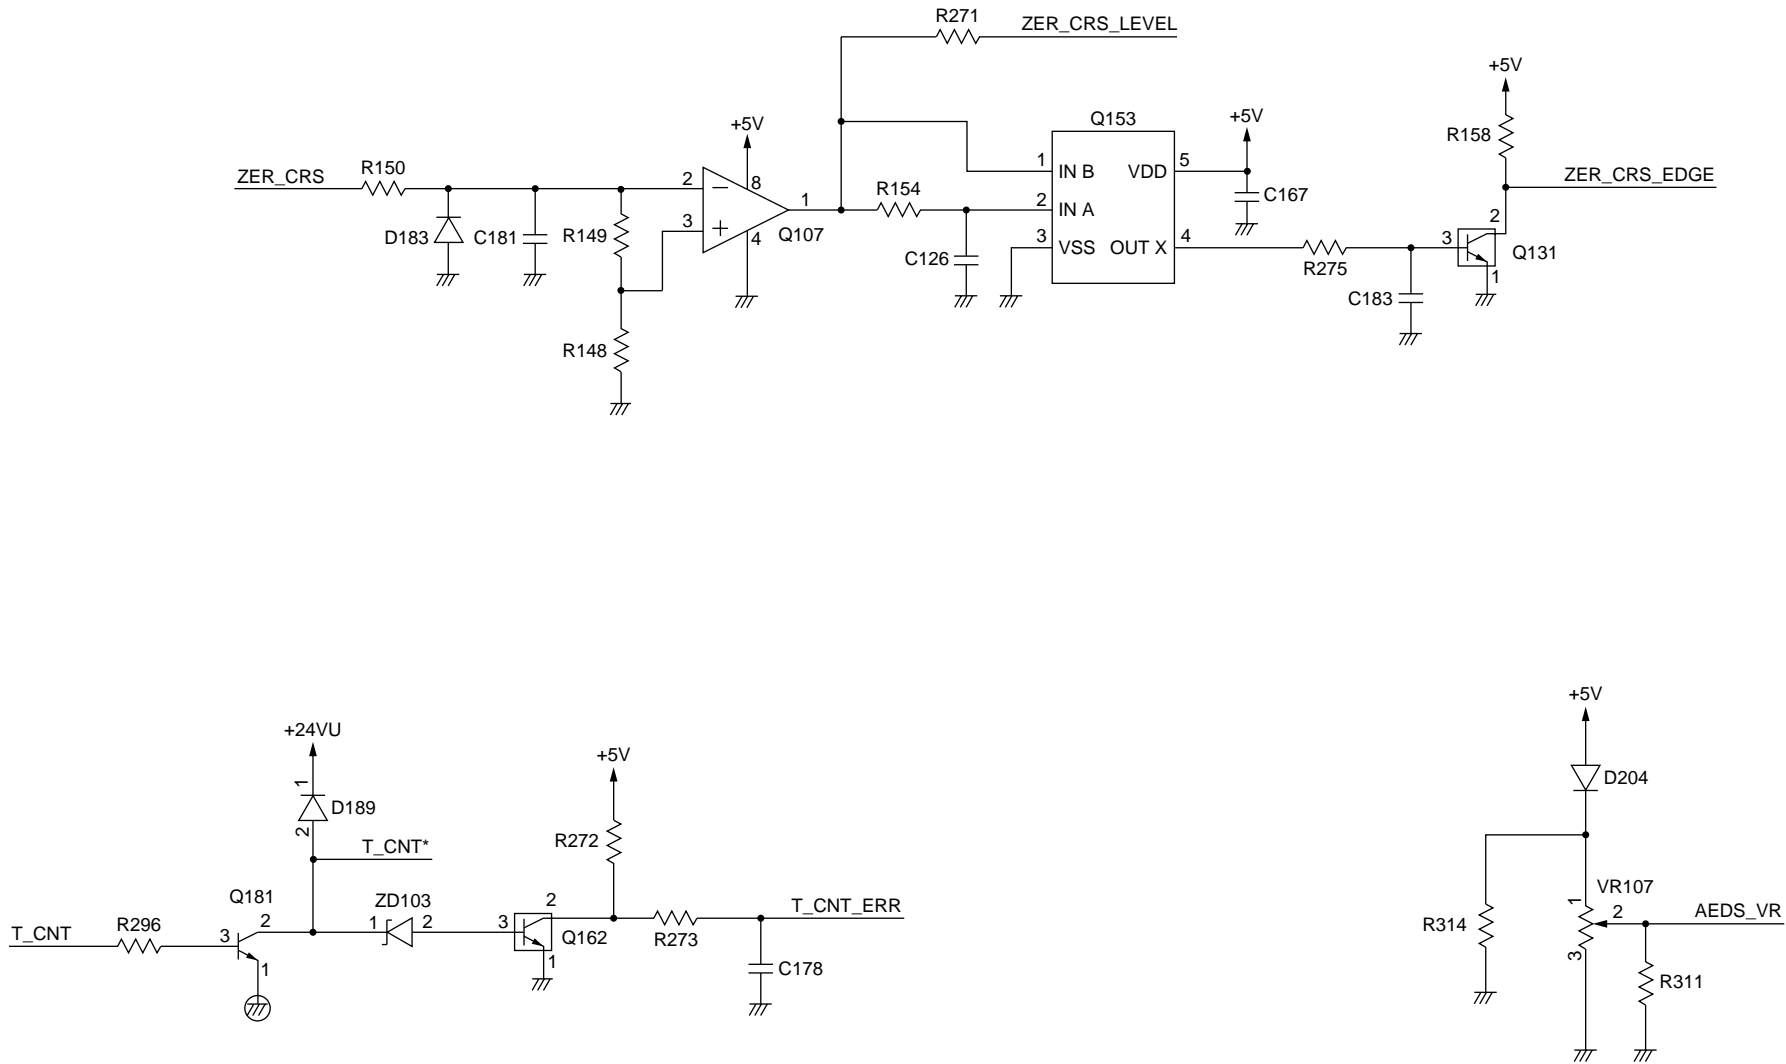 R271
ZER_CRS_LEVEL
+5V
+5V
Q153
+5V
R158
ZER_CRS
R150
2
8
1
IN B
VDD
5
ZER_CRS_EDGE
R154
C167
1
2
IN A
2
D183
C181
R149
3
4
Q107
3
VSS
OUT X
4
3
Q131
C126
R275
1
C183
R148
+5V
+24VU
+5V
1
D189
D204
2
R272
T_CNT*
VR107
Q181
ZD103
2
1
2
T_CNT_ERR
1
2
AEDS_VR
T_CNT
R296
3
2
1
2
3
Q162
R273
R314
1
1
C178
3
R311